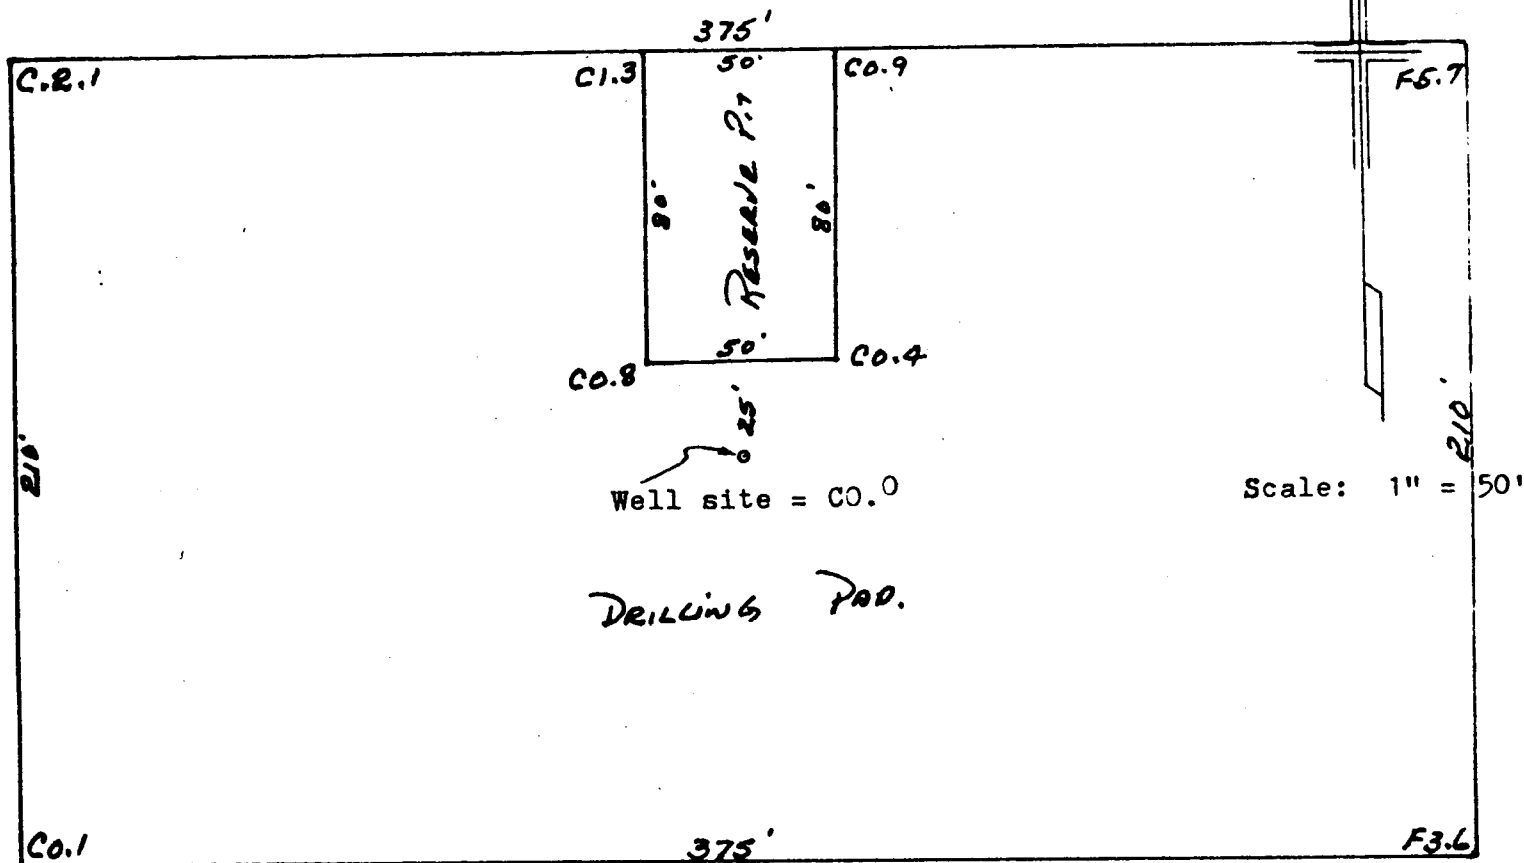 375'
C.2.1
C1.3
50'
C0.9
F5.7
80'
RESERVE PIT
80'
50'
C0.8
C0.4
25'
210'
210'
Well site = C0.0
Scale: 1" = 50'
DRILLING PAD.
C0.1
375'
F3.6